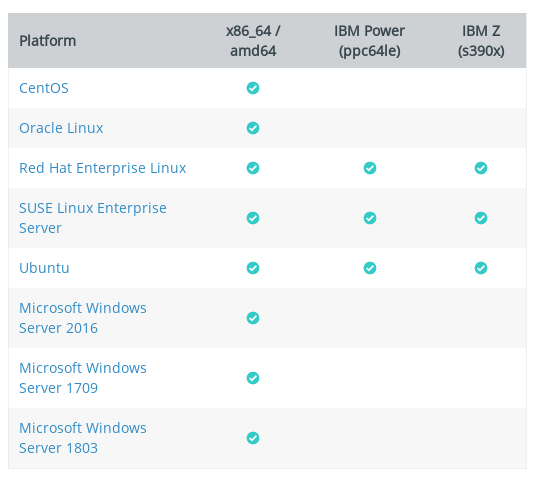 Platform
x86_64 /
amd64
IBM Power
(ppc64le)
IBM Z
(s390x)
CentOS
Oracle Linux
Red Hat Enterprise Linux
SUSE Linux Enterprise
Server
Ubuntu
Microsoft Windows
Server 2016
Microsoft Windows
Server 1709
Microsoft Windows
Server 1803